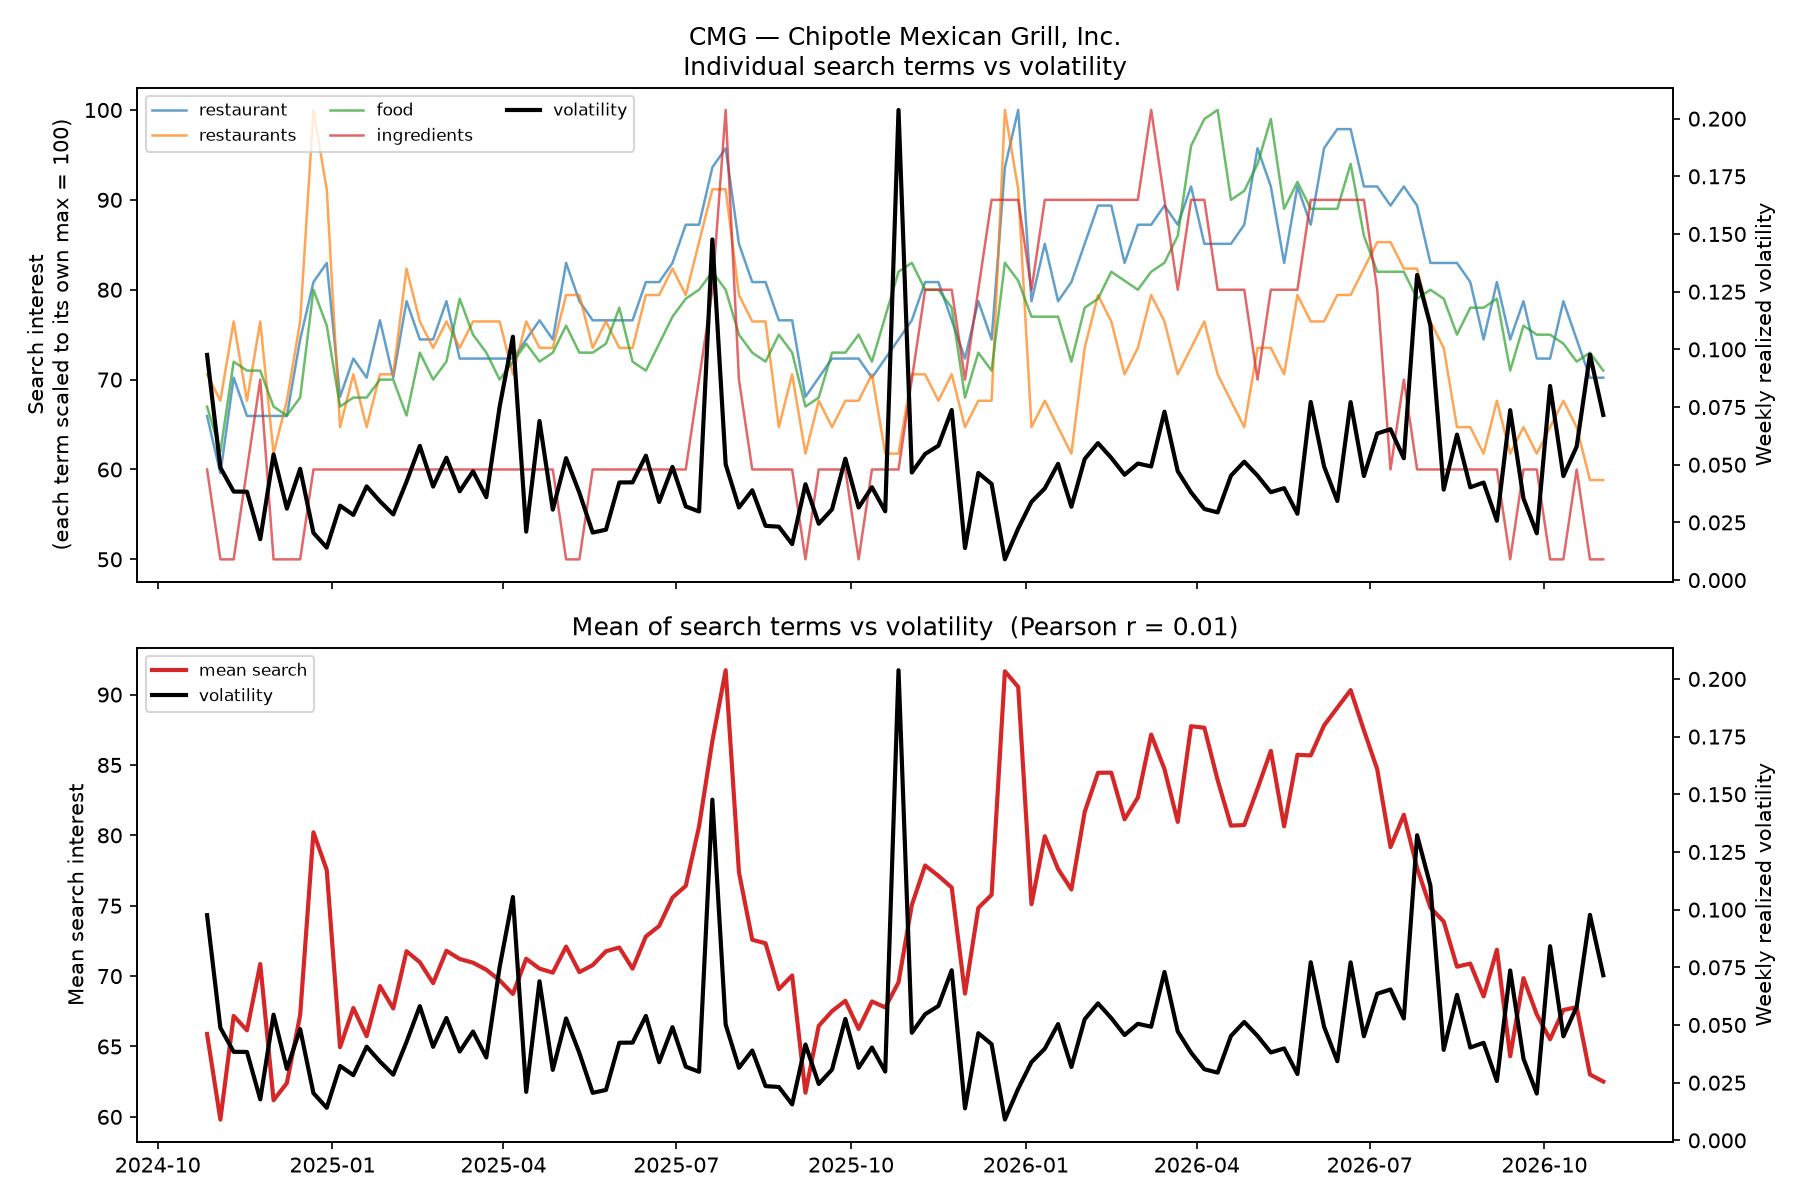 CMG — Chipotle Mexican Grill, Inc.
Individual search terms vs volatility
restaurant
restaurants
food
ingredients
volatility
Search interest
(each term scaled to its own max = 100)
100
90
80
70
60
50
Weekly realized volatility
0.200
0.175
0.150
0.125
0.100
0.075
0.050
0.025
0.000
Mean of search terms vs volatility  (Pearson r = 0.01)
mean search
volatility
Mean search interest
90
85
80
75
70
65
60
Weekly realized volatility
0.200
0.175
0.150
0.125
0.100
0.075
0.050
0.025
0.000
2024-10
2025-01
2025-04
2025-07
2025-10
2026-01
2026-04
2026-07
2026-10